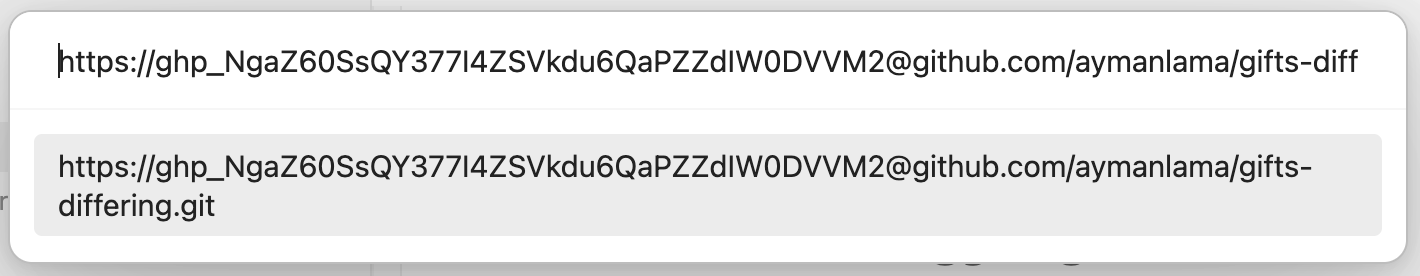 https://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@github.com/aymanlama/gifts-diff
https://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@github.com/aymanlama/gifts-
differing.git